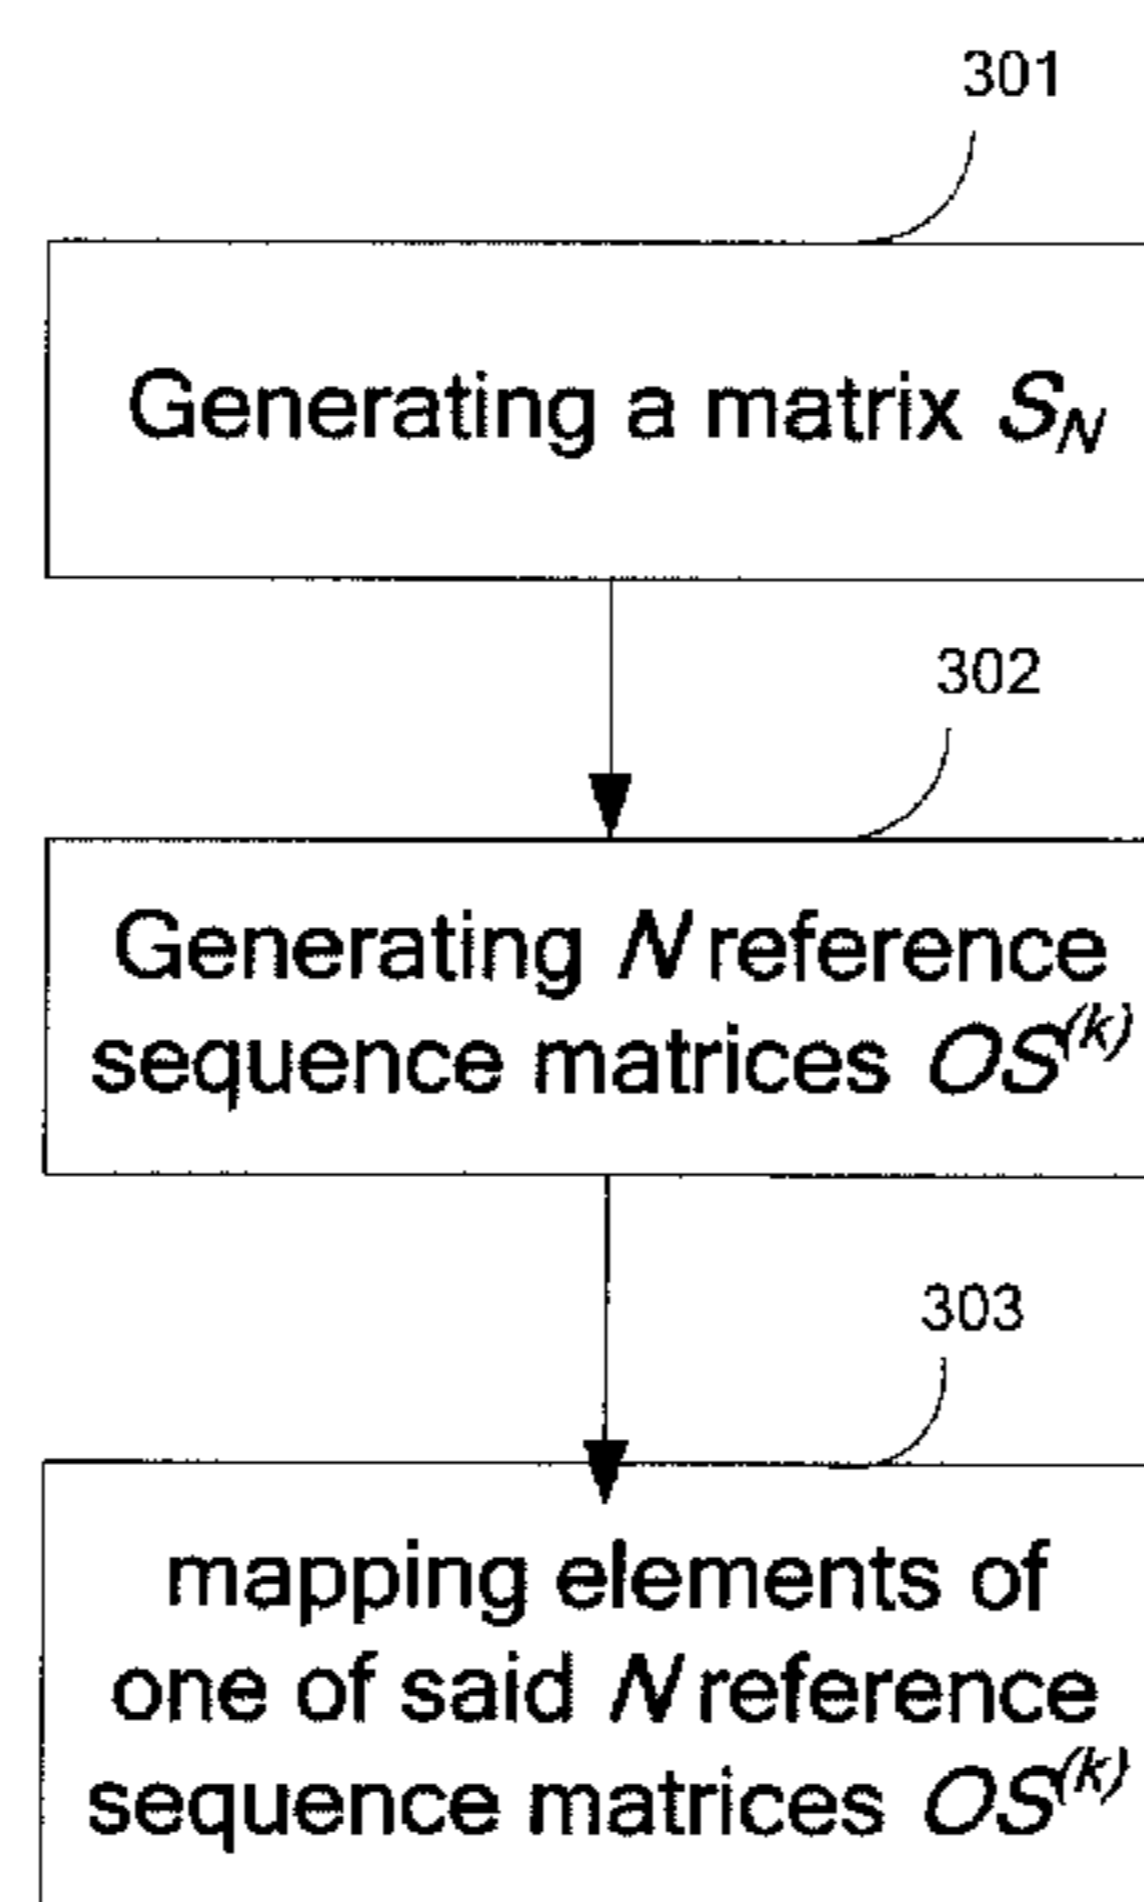 301
Generating a matrix S_N
302
Generating N reference
sequence matrices OS^(k)
303
mapping elements of
one of said N reference
sequence matrices OS^(k)